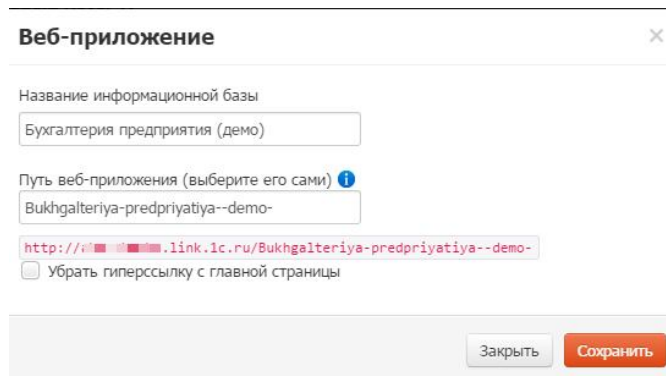 Веб-приложение
Название информационной базы
Бухгалтерия предприятия (демо)
Путь веб-приложения (выберите его сами)
Bukhgalteriya-predpriyatiya--demo-
http:// .link.1c.ru/Bukhgalteriya-predpriyatiya--demo-
Убрать гиперссылку с главной страницы
Закрыть Сохранить